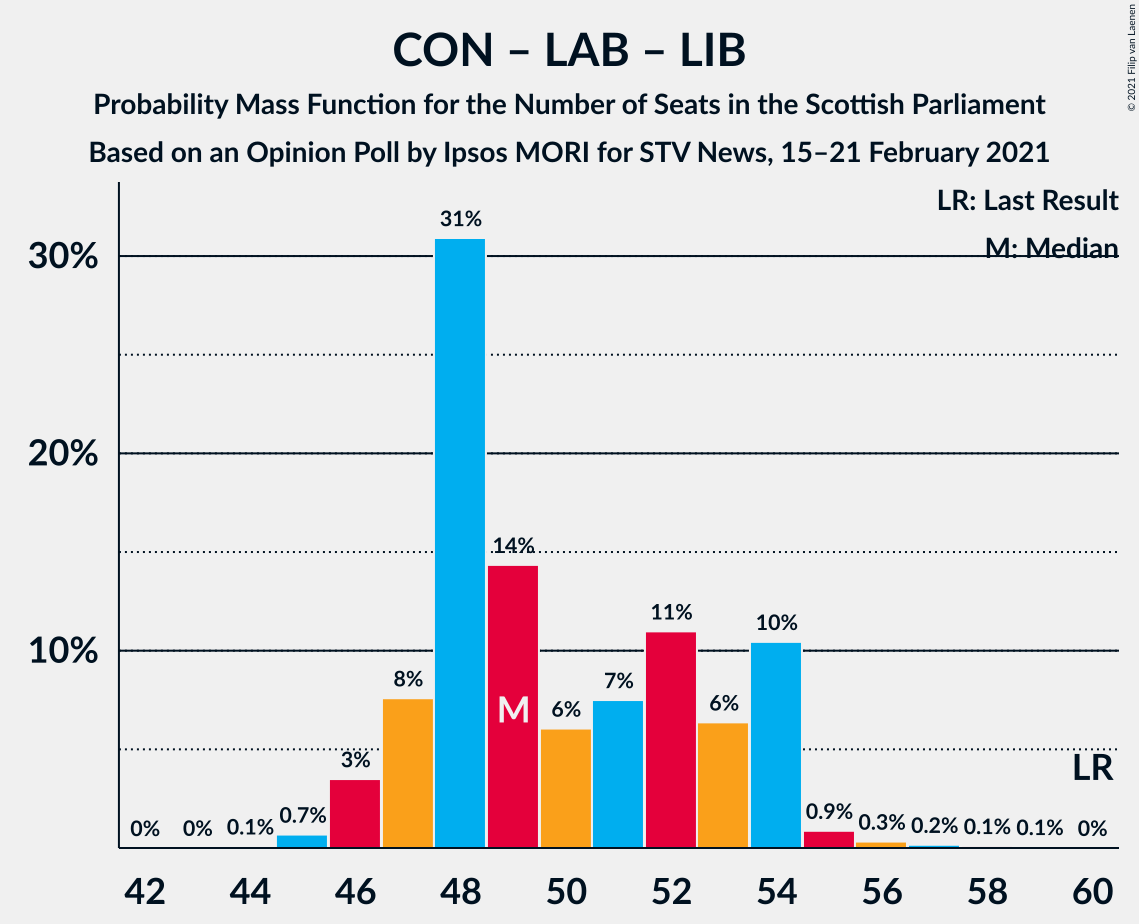 CON – LAB – LIB
Probability Mass Function for the Number of Seats in the Scottish Parliament
Based on an Opinion Poll by Ipsos MORI for STV News, 15–21 February 2021
© 2021 Filip van Laenen
LR: Last Result
M: Median
30%
20%
10%
0% 0% 0.1% 0.7% 3% 8% 31% 14% 6% 7% 11% 6% 10% 0.9% 0.3% 0.2% 0.1% 0.1% 0%
M
LR
42 44 46 48 50 52 54 56 58 60